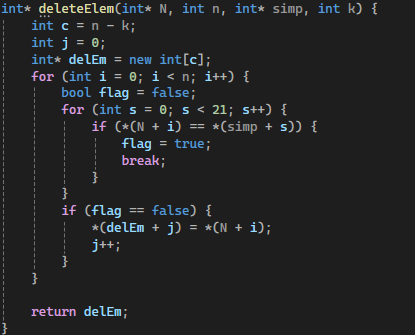 int* deleteElem(int* N, int n, int* simp, int k) {
    int c = n - k;
    int j = 0;
    int* delEm = new int[c];
    for (int i = 0; i < n; i++) {
        bool flag = false;
        for (int s = 0; s < 21; s++) {
            if (*(N + i) == *(simp + s)) {
                flag = true;
                break;
            }
        }
        if (flag == false) {
            *(delEm + j) = *(N + i);
            j++;
        }
    }

    return delEm;
}